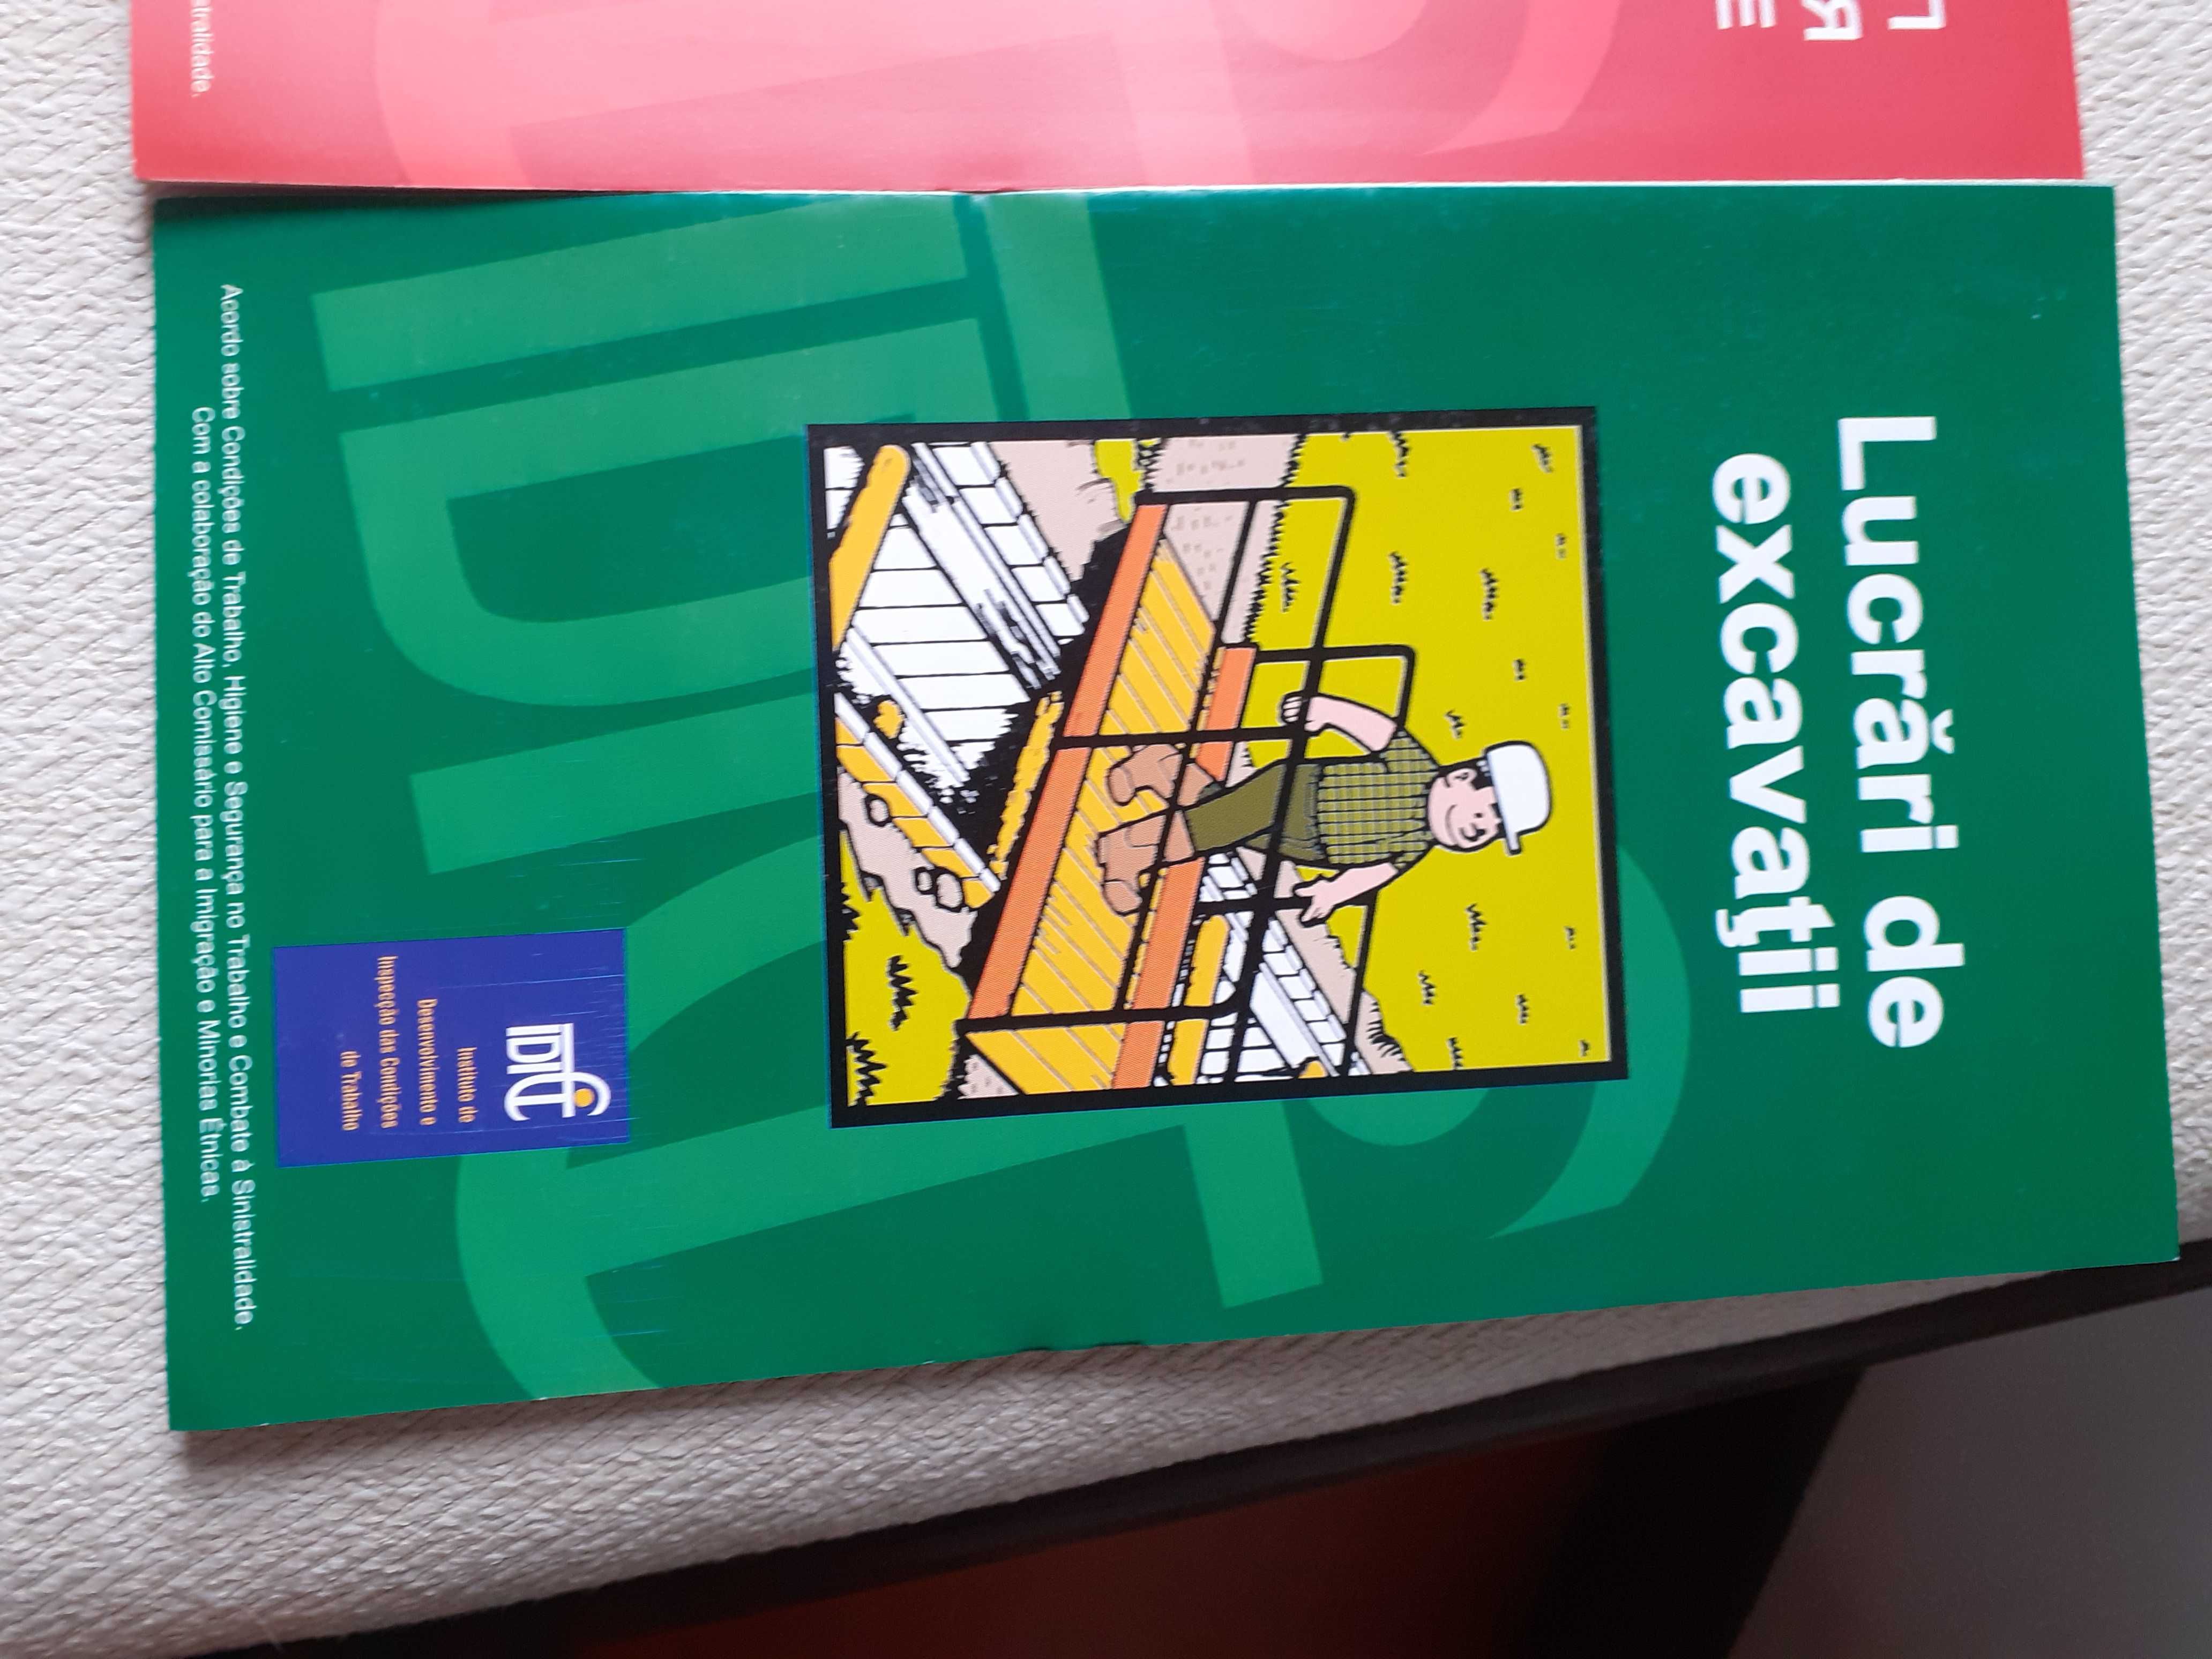 Lucrări de
excavaţii
IDICT
Instituto de
Desenvolvimento e
Inspecção das Condições
de Trabalho
Acordo sobre Condições de Trabalho, Higiene e Segurança no Trabalho e Combate à Sinistralidade.
Com a colaboração do Alto Comissário para a Imigração e Minorias Étnicas.